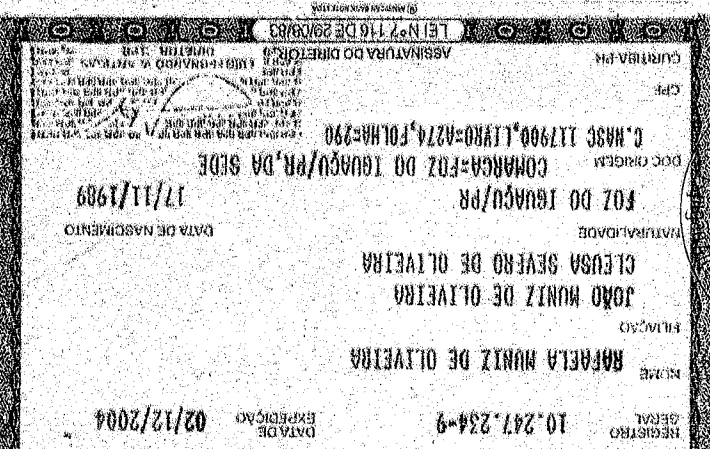 REGISTRO GERAL 10.247.234-9 DATA DE EXPEDIÇÃO 02/12/2004
NOME
RAFAELA MUNIZ DE OLIVEIRA
FILIAÇÃO
JOÃO MUNIZ DE OLIVEIRA
CLEUSA SEVERO DE OLIVEIRA
NATURALIDADE DATA DE NASCIMENTO
FOZ DO IGUAÇU/PR 17/11/1989
DOC ORIGEM COMARCA=FOZ DO IGUAÇU/PR,DA SEDE
C.NASC 117900,LIVRO=A274,FOLHA=290
CPF
CURITIBA-PR
ASSINATURA DO DIRETOR
LEI Nº 7.116 DE 29/08/83